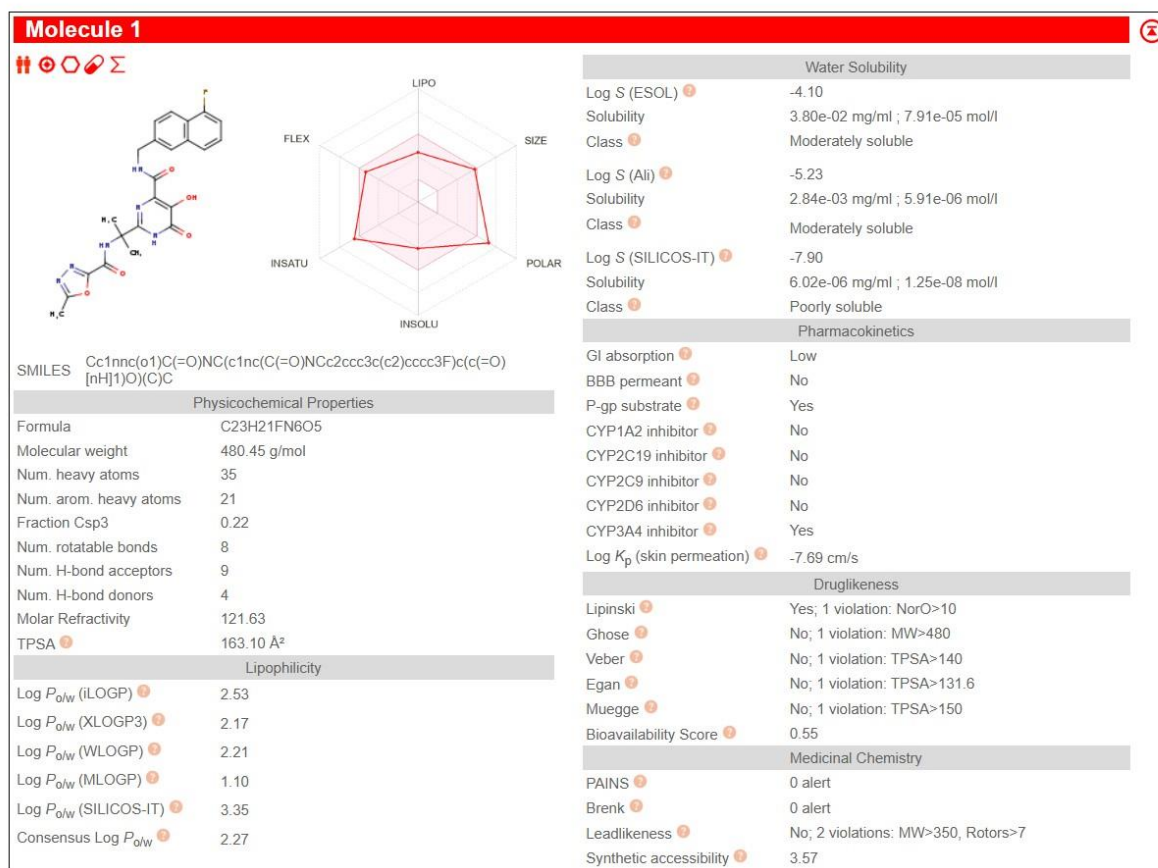 Molecule 1
F
HN
O
N
OH
H₃C
HN
N
H
O
CH₃
N
N
O
O
H₃C
LIPO
FLEX
SIZE
INSATU
POLAR
INSOLU
SMILES Cc1nnc(o1)C(=O)NC(c1nc(C(=O)NCc2ccc3c(c2)cccc3F)c(c(=O)
[nH]1)O)(C)C
Physicochemical Properties
Formula C23H21FN6O5
Molecular weight 480.45 g/mol
Num. heavy atoms 35
Num. arom. heavy atoms 21
Fraction Csp3 0.22
Num. rotatable bonds 8
Num. H-bond acceptors 9
Num. H-bond donors 4
Molar Refractivity 121.63
TPSA ? 163.10 Å²
Lipophilicity
Log Po/w (iLOGP) ? 2.53
Log Po/w (XLOGP3) ? 2.17
Log Po/w (WLOGP) ? 2.21
Log Po/w (MLOGP) ? 1.10
Log Po/w (SILICOS-IT) ? 3.35
Consensus Log Po/w ? 2.27
Water Solubility
Log S (ESOL) ? -4.10
Solubility 3.80e-02 mg/ml ; 7.91e-05 mol/l
Class ? Moderately soluble
Log S (Ali) ? -5.23
Solubility 2.84e-03 mg/ml ; 5.91e-06 mol/l
Class ? Moderately soluble
Log S (SILICOS-IT) ? -7.90
Solubility 6.02e-06 mg/ml ; 1.25e-08 mol/l
Class ? Poorly soluble
Pharmacokinetics
GI absorption ? Low
BBB permeant ? No
P-gp substrate ? Yes
CYP1A2 inhibitor ? No
CYP2C19 inhibitor ? No
CYP2C9 inhibitor ? No
CYP2D6 inhibitor ? No
CYP3A4 inhibitor ? Yes
Log Kp (skin permeation) ? -7.69 cm/s
Druglikeness
Lipinski ? Yes; 1 violation: NorO>10
Ghose ? No; 1 violation: MW>480
Veber ? No; 1 violation: TPSA>140
Egan ? No; 1 violation: TPSA>131.6
Muegge ? No; 1 violation: TPSA>150
Bioavailability Score ? 0.55
Medicinal Chemistry
PAINS ? 0 alert
Brenk ? 0 alert
Leadlikeness ? No; 2 violations: MW>350, Rotors>7
Synthetic accessibility ? 3.57